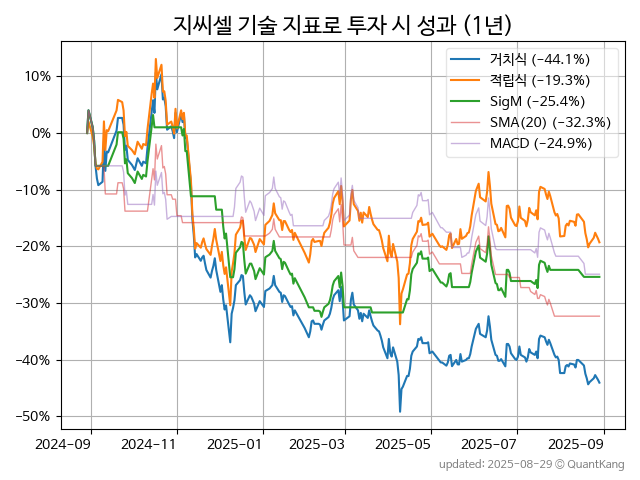 지씨셀 기술 지표로 투자 시 성과 (1년)
거치식 (−44.1%)
적립식 (−19.3%)
SigM (−25.4%)
SMA(20) (−32.3%)
MACD (−24.9%)
10%
0%
−10%
−20%
−30%
−40%
−50%
2024-09 2024-11 2025-01 2025-03 2025-05 2025-07 2025-09
updated: 2025-08-29 © QuantKang